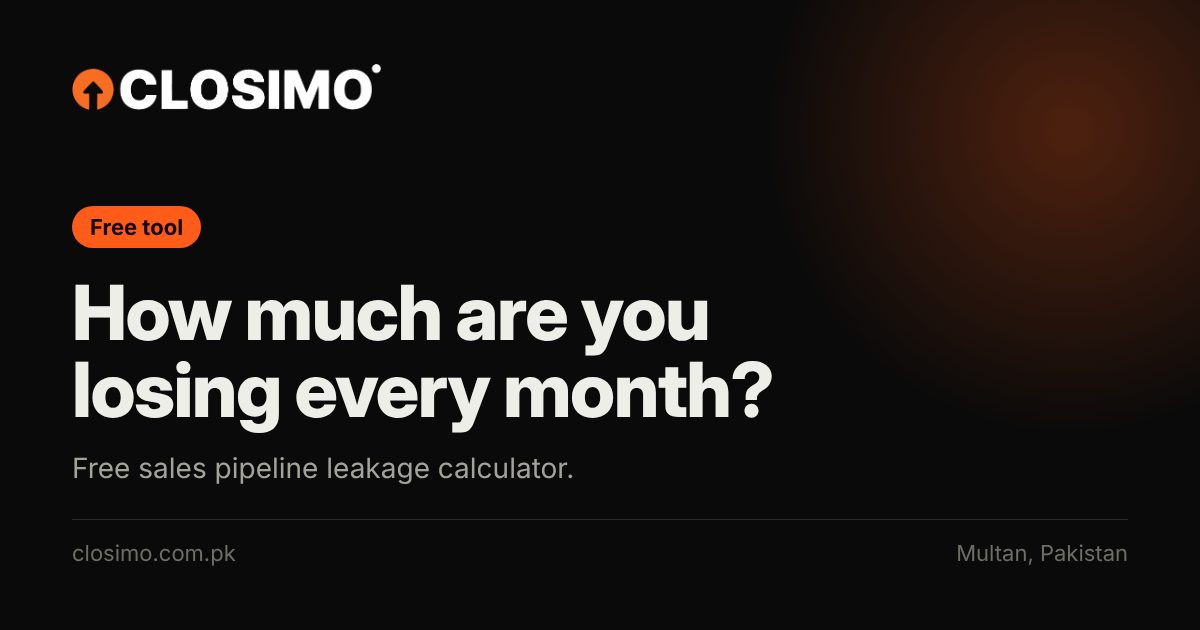 CLOSIMO
Free tool
How much are you
losing every month?
Free sales pipeline leakage calculator.
closimo.com.pk
Multan, Pakistan